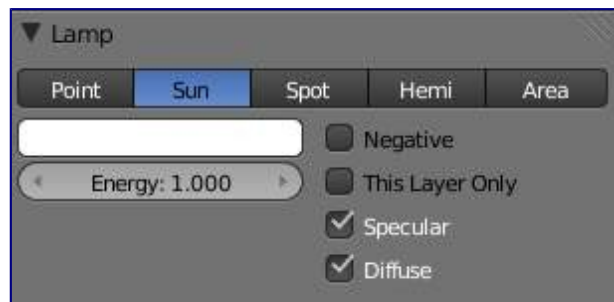 Lamp
Point Sun Spot Hemi Area
Negative
Energy: 1.000 This Layer Only
Specular
Diffuse